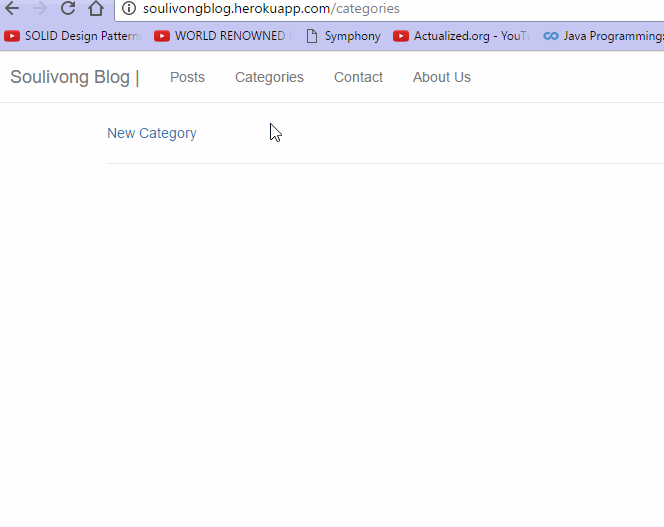 soulivongblog.herokuapp.com/categories
SOLID Design Pattern WORLD RENOWNED Symphony Actualized.org - YouTu Java Programming:
Soulivong Blog | Posts Categories Contact About Us
New Category